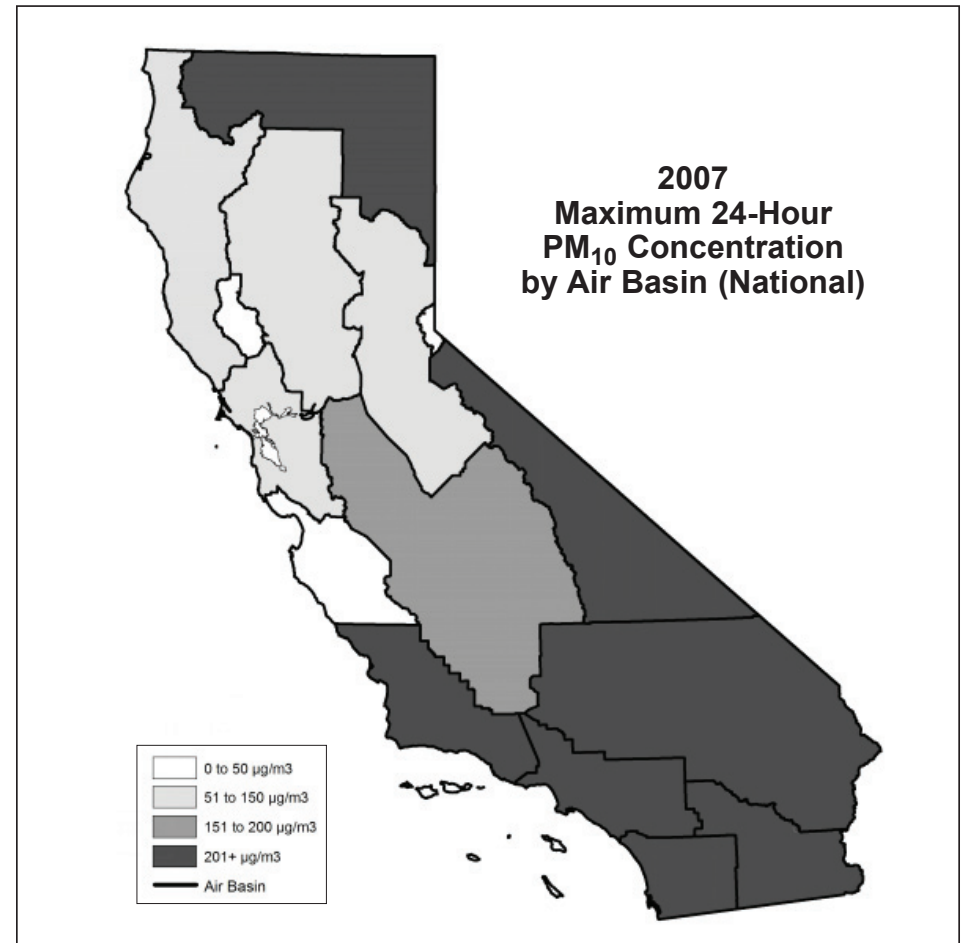 2007
Maximum 24-Hour
PM₁₀ Concentration
by Air Basin (National)
0 to 50 µg/m3
51 to 150 µg/m3
151 to 200 µg/m3
201+ µg/m3
Air Basin